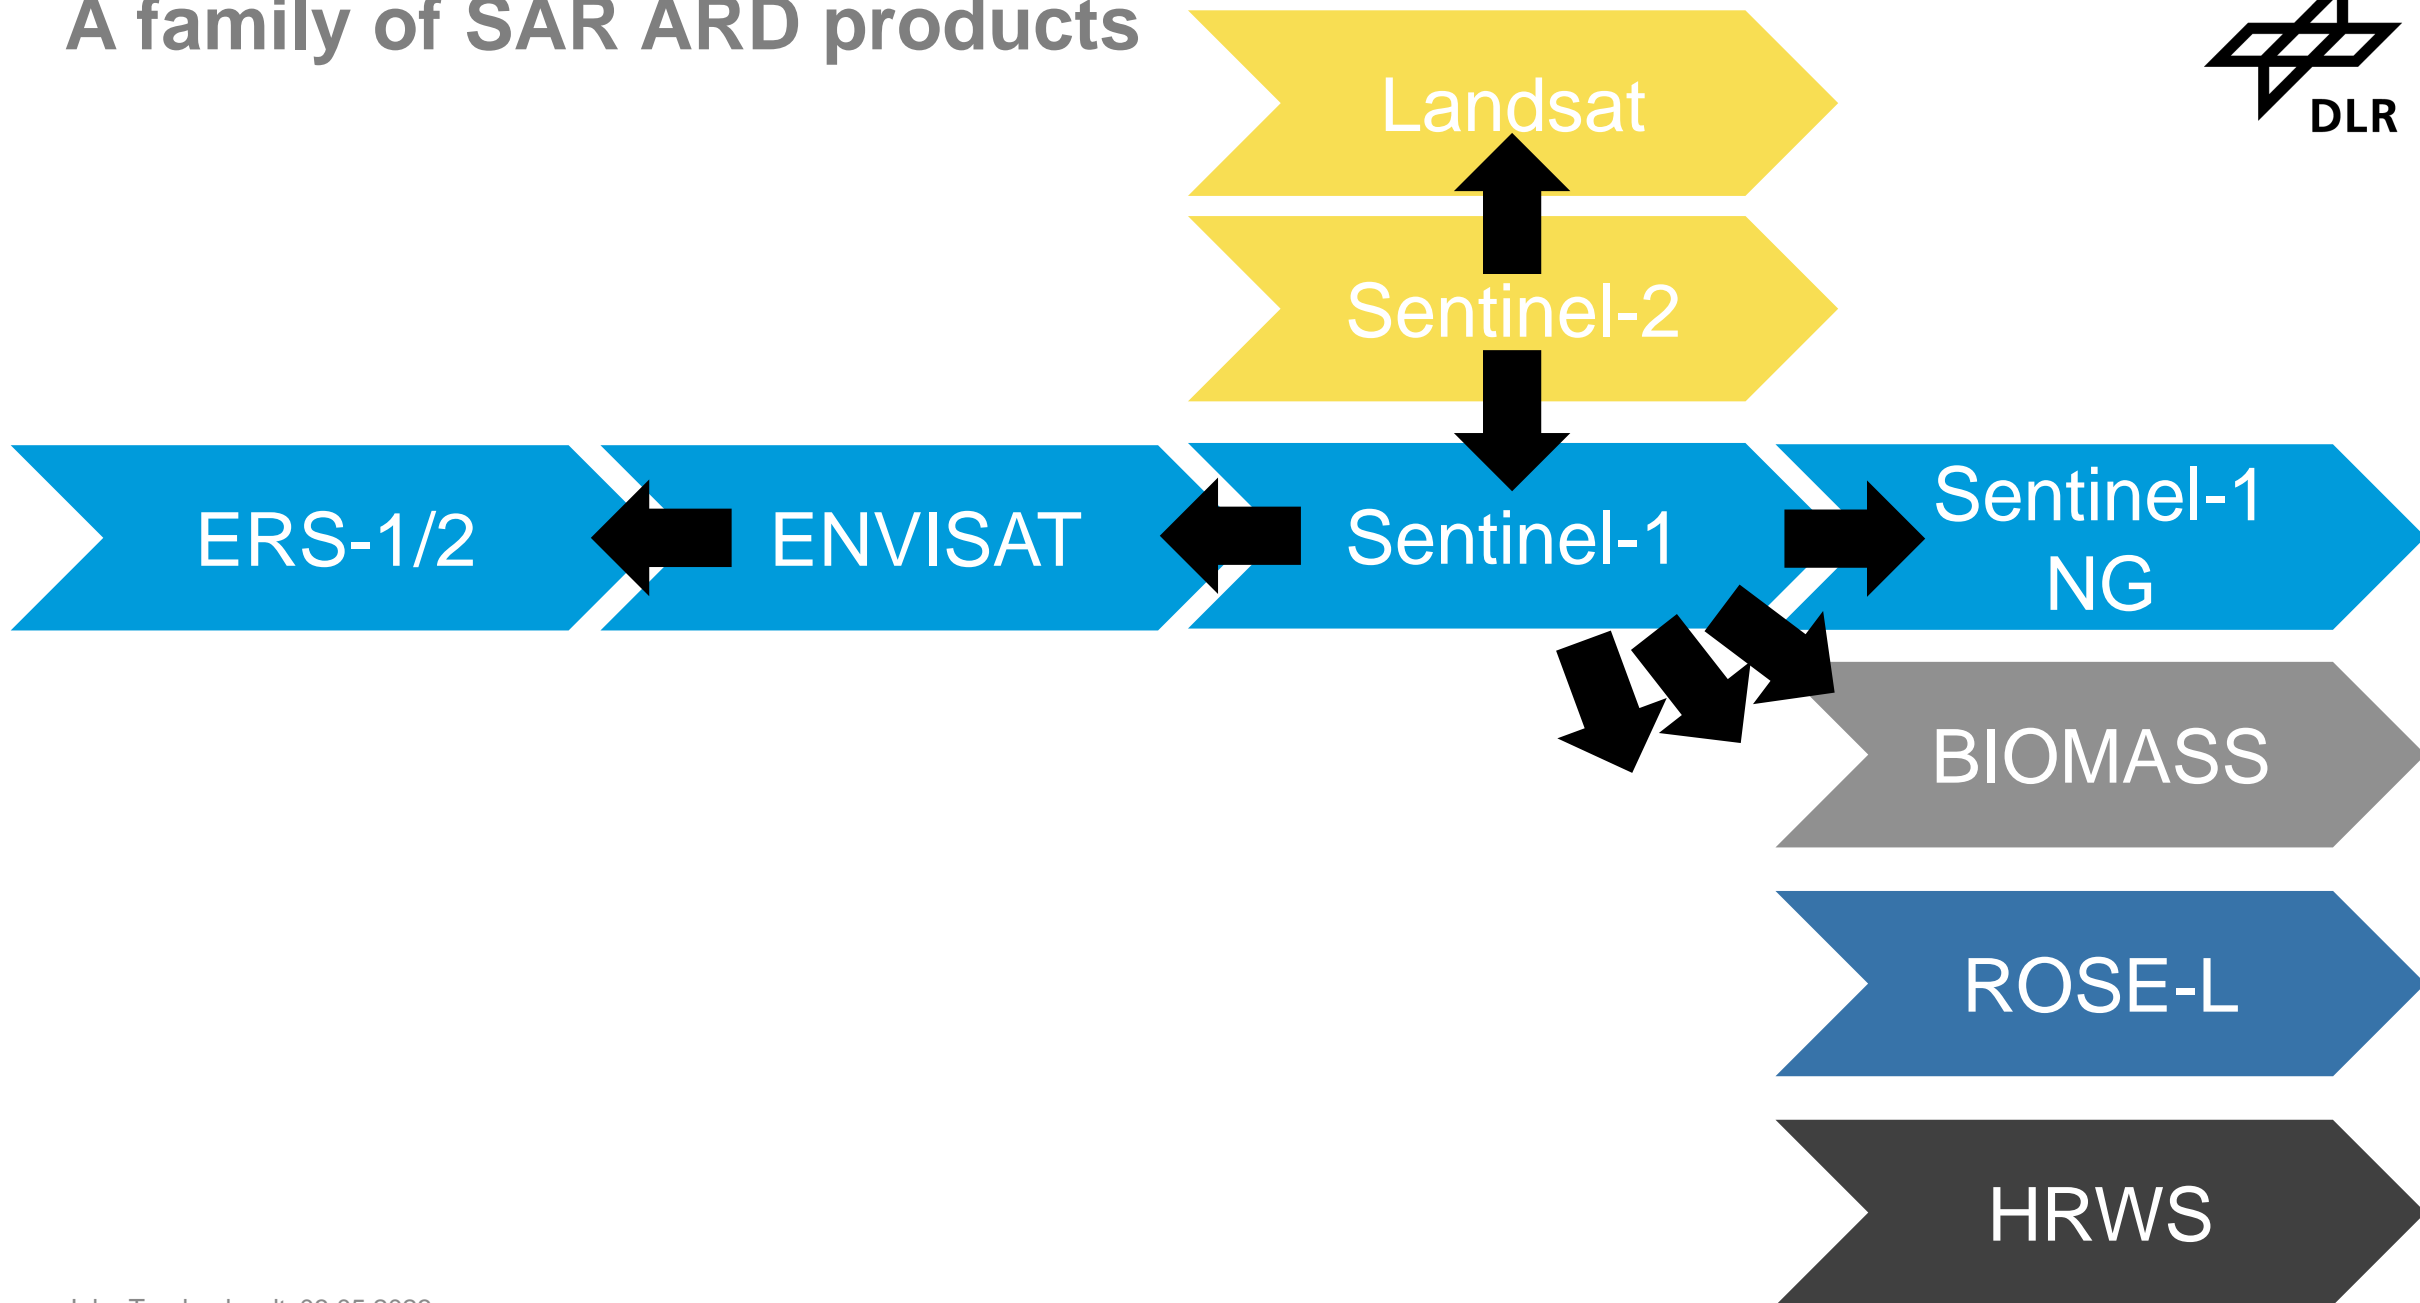 A family of SAR ARD products
DLR
Landsat
Sentinel-2
ERS-1/2
ENVISAT
Sentinel-1
Sentinel-1
NG
BIOMASS
ROSE-L
HRWS